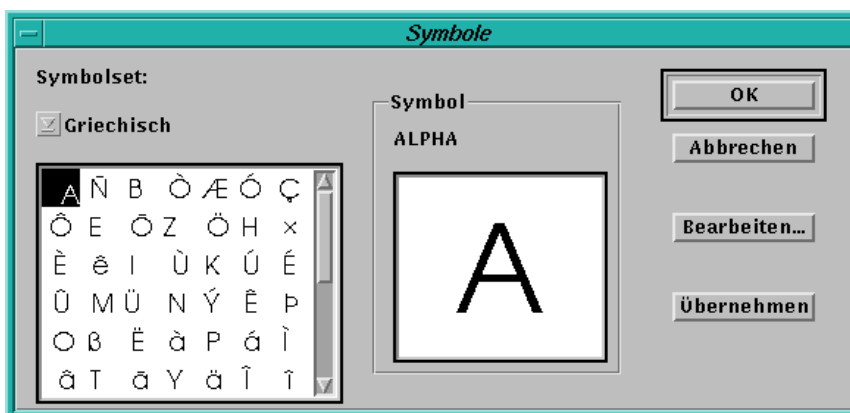 Symbole
Symbolset:
Griechisch
Symbol
ALPHA
A
OK
Abbrechen
Bearbeiten...
Übernehmen
A Ñ B Ò Æ Ó Ç
Ô E Õ Z Ö H ×
È ê I Ù K Ú É
Û M Ü N Ý Ê Þ
O ß Ë à P á Ì
â T ã Y ä Î î